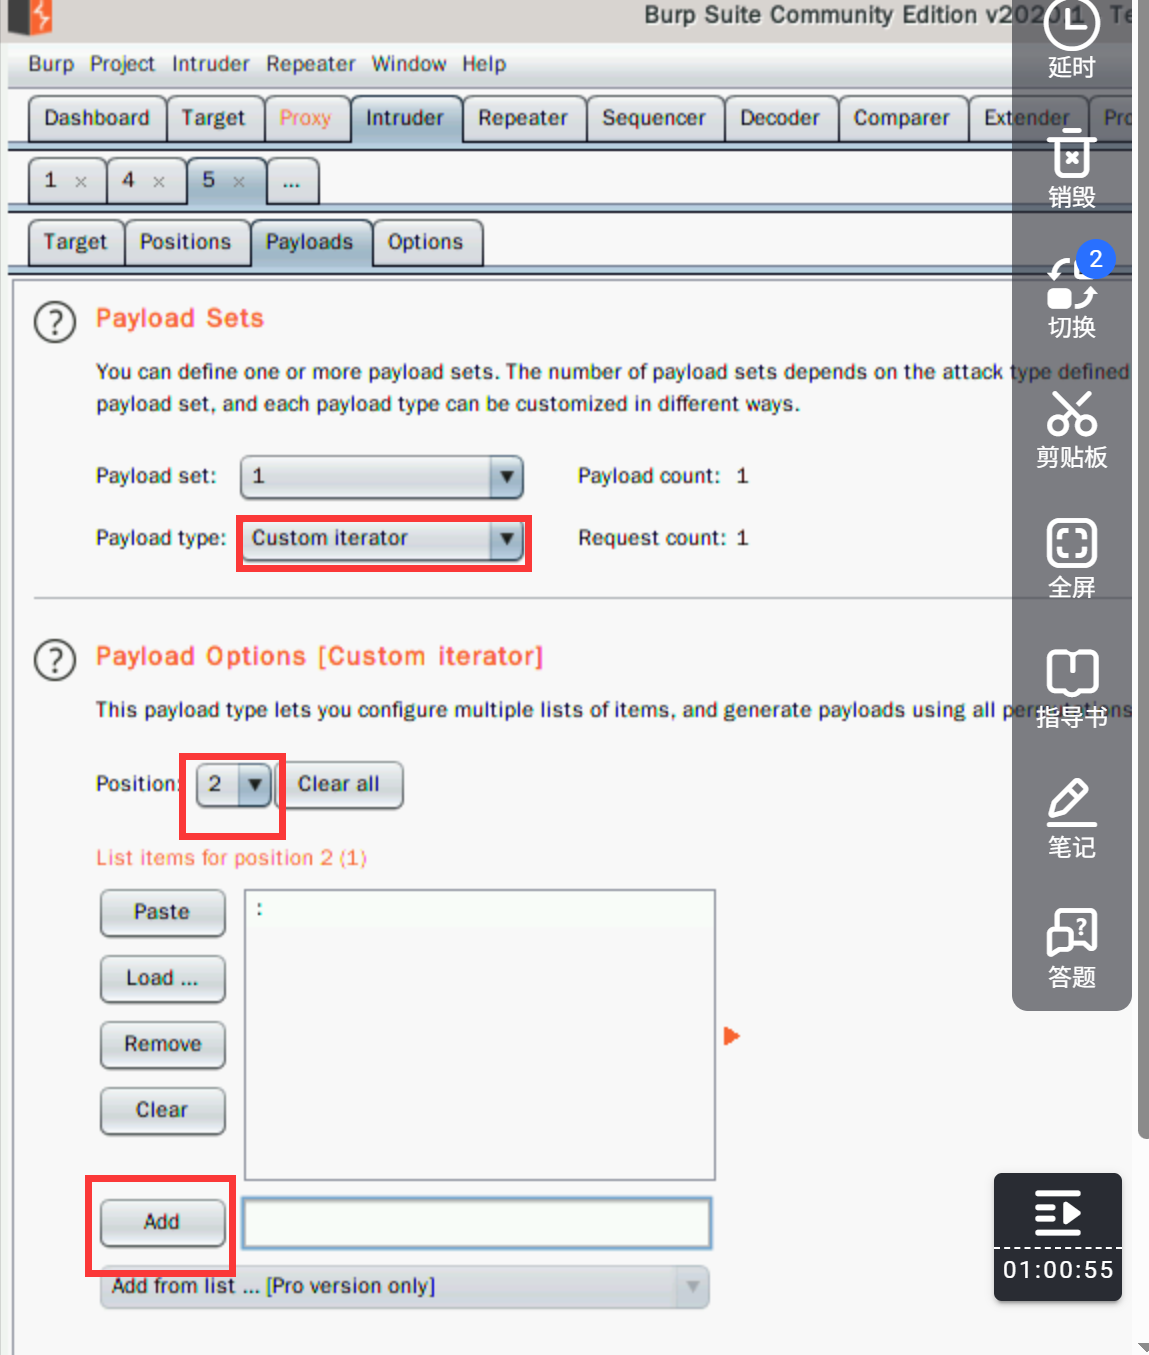 Burp Suite Community Edition v2020.1
Burp Project Intruder Repeater Window Help
Dashboard Target Proxy Intruder Repeater Sequencer Decoder Comparer Extender
1 × 4 × 5 × ...
Target Positions Payloads Options
? Payload Sets
You can define one or more payload sets. The number of payload sets depends on the attack type defined
payload set, and each payload type can be customized in different ways.
Payload set: 1 Payload count: 1
Payload type: Custom iterator Request count: 1
? Payload Options [Custom iterator]
This payload type lets you configure multiple lists of items, and generate payloads using all permutations
Position: 2 Clear all
List items for position 2 (1)
Paste :
Load ...
Remove
Clear
Add
Add from list ... [Pro version only]
延时
销毁
2
切换
剪贴板
全屏
指导书
笔记
答题
01:00:55